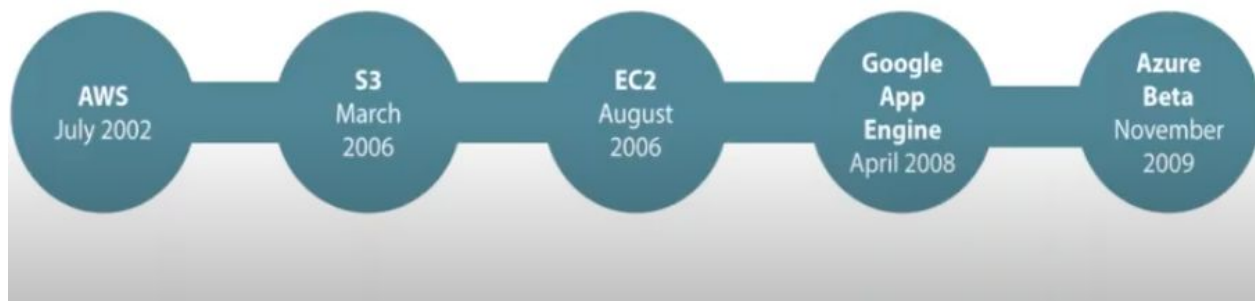 AWS
July 2002
S3
March
2006
EC2
August
2006
Google
App
Engine
April 2008
Azure
Beta
November
2009